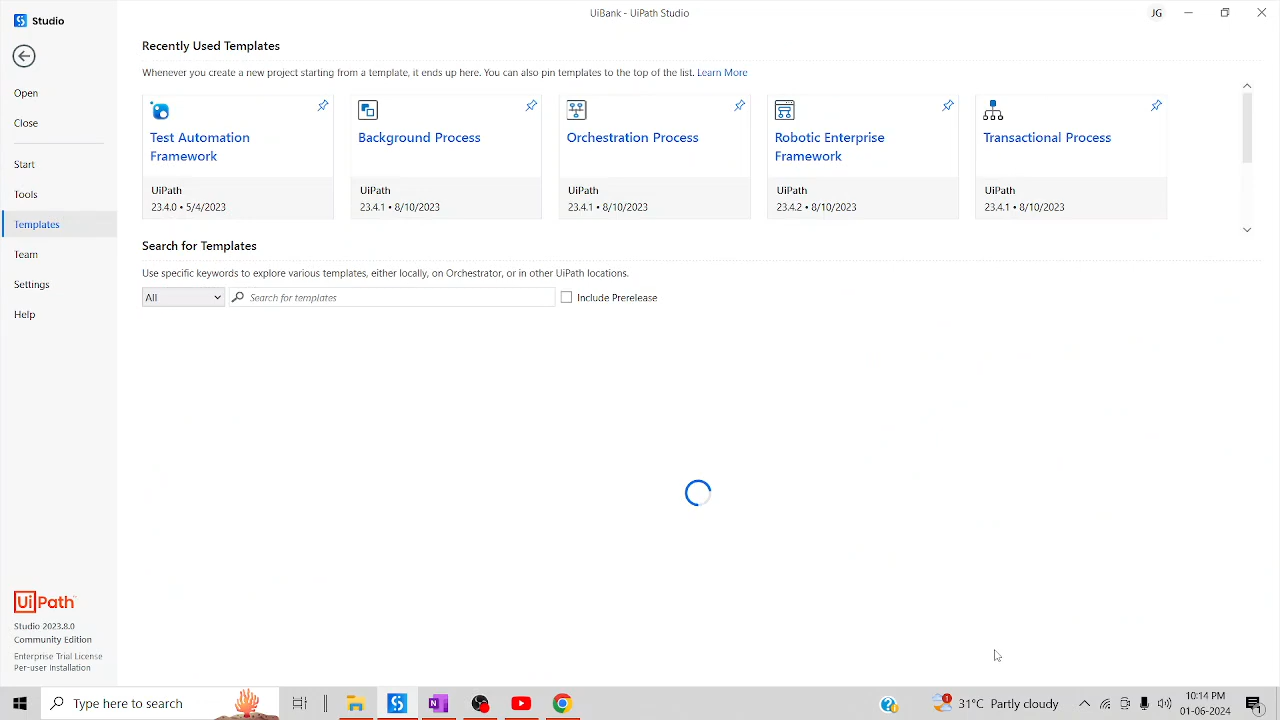 Studio
UiBank - UiPath Studio
JG
Open
Close
Start
Tools
Templates
Team
Settings
Help
Recently Used Templates
Whenever you create a new project starting from a template, it ends up here. You can also pin templates to the top of the list. Learn More
Test Automation
Framework
UiPath
23.4.0 • 5/4/2023
Background Process
UiPath
23.4.1 • 8/10/2023
Orchestration Process
UiPath
23.4.1 • 8/10/2023
Robotic Enterprise
Framework
UiPath
23.4.2 • 8/10/2023
Transactional Process
UiPath
23.4.1 • 8/10/2023
Search for Templates
Use specific keywords to explore various templates, either locally, on Orchestrator, or in other UiPath locations.
All
Search for templates
Include Prerelease
UiPath
Studio 2023.8.0
Community Edition
Enterprise Trial License
Per-user Installation
Type here to search
1
31°C Partly cloudy
10:14 PM
01-06-2024
1